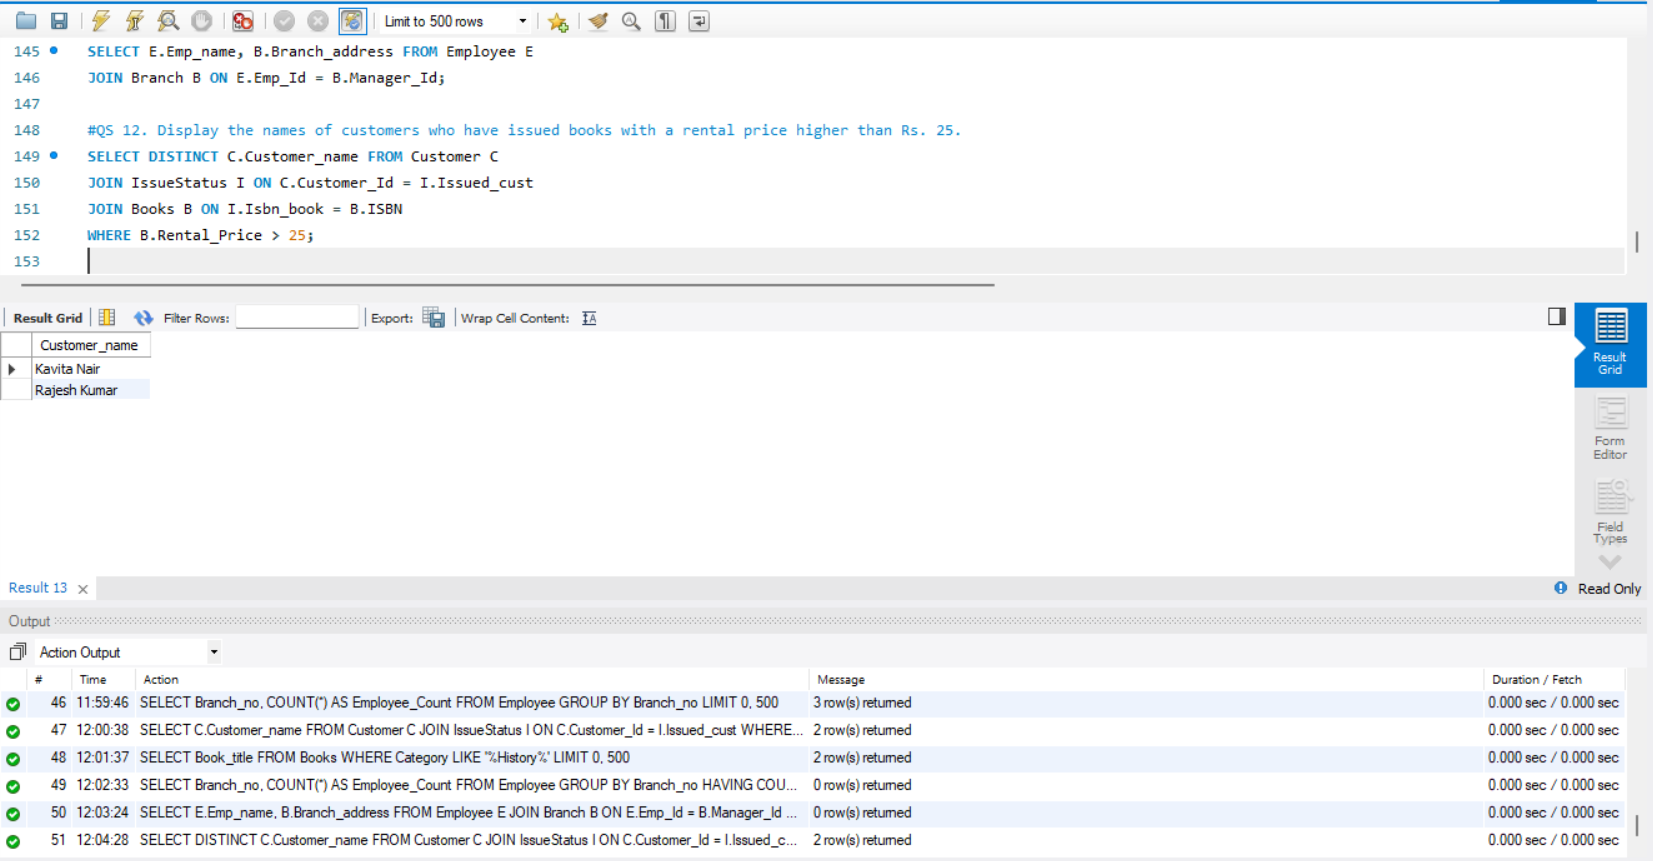 Limit to 500 rows
145 SELECT E.Emp_name, B.Branch_address FROM Employee E
146 JOIN Branch B ON E.Emp_Id = B.Manager_Id;
147
148 #QS 12. Display the names of customers who have issued books with a rental price higher than Rs. 25.
149 SELECT DISTINCT C.Customer_name FROM Customer C
150 JOIN IssueStatus I ON C.Customer_Id = I.Issued_cust
151 JOIN Books B ON I.Isbn_book = B.ISBN
152 WHERE B.Rental_Price > 25;
153
Result Grid Filter Rows: Export: Wrap Cell Content:
Customer_name
Kavita Nair
Rajesh Kumar
Result
Grid
Form
Editor
Field
Types
Result 13 Read Only
Output
Action Output
# Time Action Message Duration / Fetch
46 11:59:46 SELECT Branch_no, COUNT(*) AS Employee_Count FROM Employee GROUP BY Branch_no LIMIT 0, 500 3 row(s) returned 0.000 sec / 0.000 sec
47 12:00:38 SELECT C.Customer_name FROM Customer C JOIN IssueStatus I ON C.Customer_Id = I.Issued_cust WHERE... 2 row(s) returned 0.000 sec / 0.000 sec
48 12:01:37 SELECT Book_title FROM Books WHERE Category LIKE '%History%' LIMIT 0, 500 2 row(s) returned 0.000 sec / 0.000 sec
49 12:02:33 SELECT Branch_no, COUNT(*) AS Employee_Count FROM Employee GROUP BY Branch_no HAVING COU... 0 row(s) returned 0.000 sec / 0.000 sec
50 12:03:24 SELECT E.Emp_name, B.Branch_address FROM Employee E JOIN Branch B ON E.Emp_Id = B.Manager_Id ... 0 row(s) returned 0.000 sec / 0.000 sec
51 12:04:28 SELECT DISTINCT C.Customer_name FROM Customer C JOIN IssueStatus I ON C.Customer_Id = I.Issued_c... 2 row(s) returned 0.000 sec / 0.000 sec